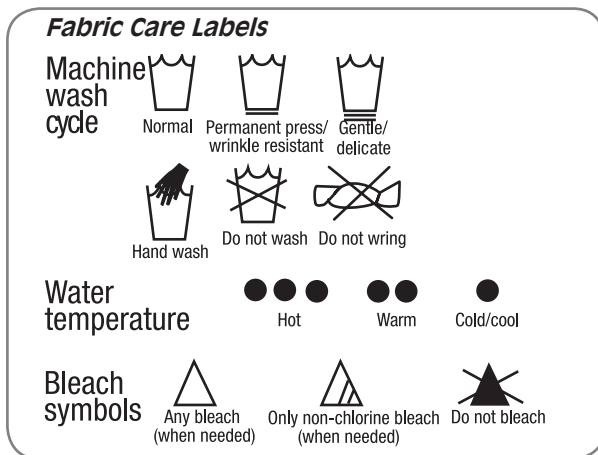 Fabric Care Labels
Machine
wash
cycle
Normal
Permanent press/
wrinkle resistant
Gentle/
delicate
Hand wash
Do not wash
Do not wring
Water
temperature
Hot
Warm
Cold/cool
Bleach
symbols
Any bleach
(when needed)
Only non-chlorine bleach
(when needed)
Do not bleach